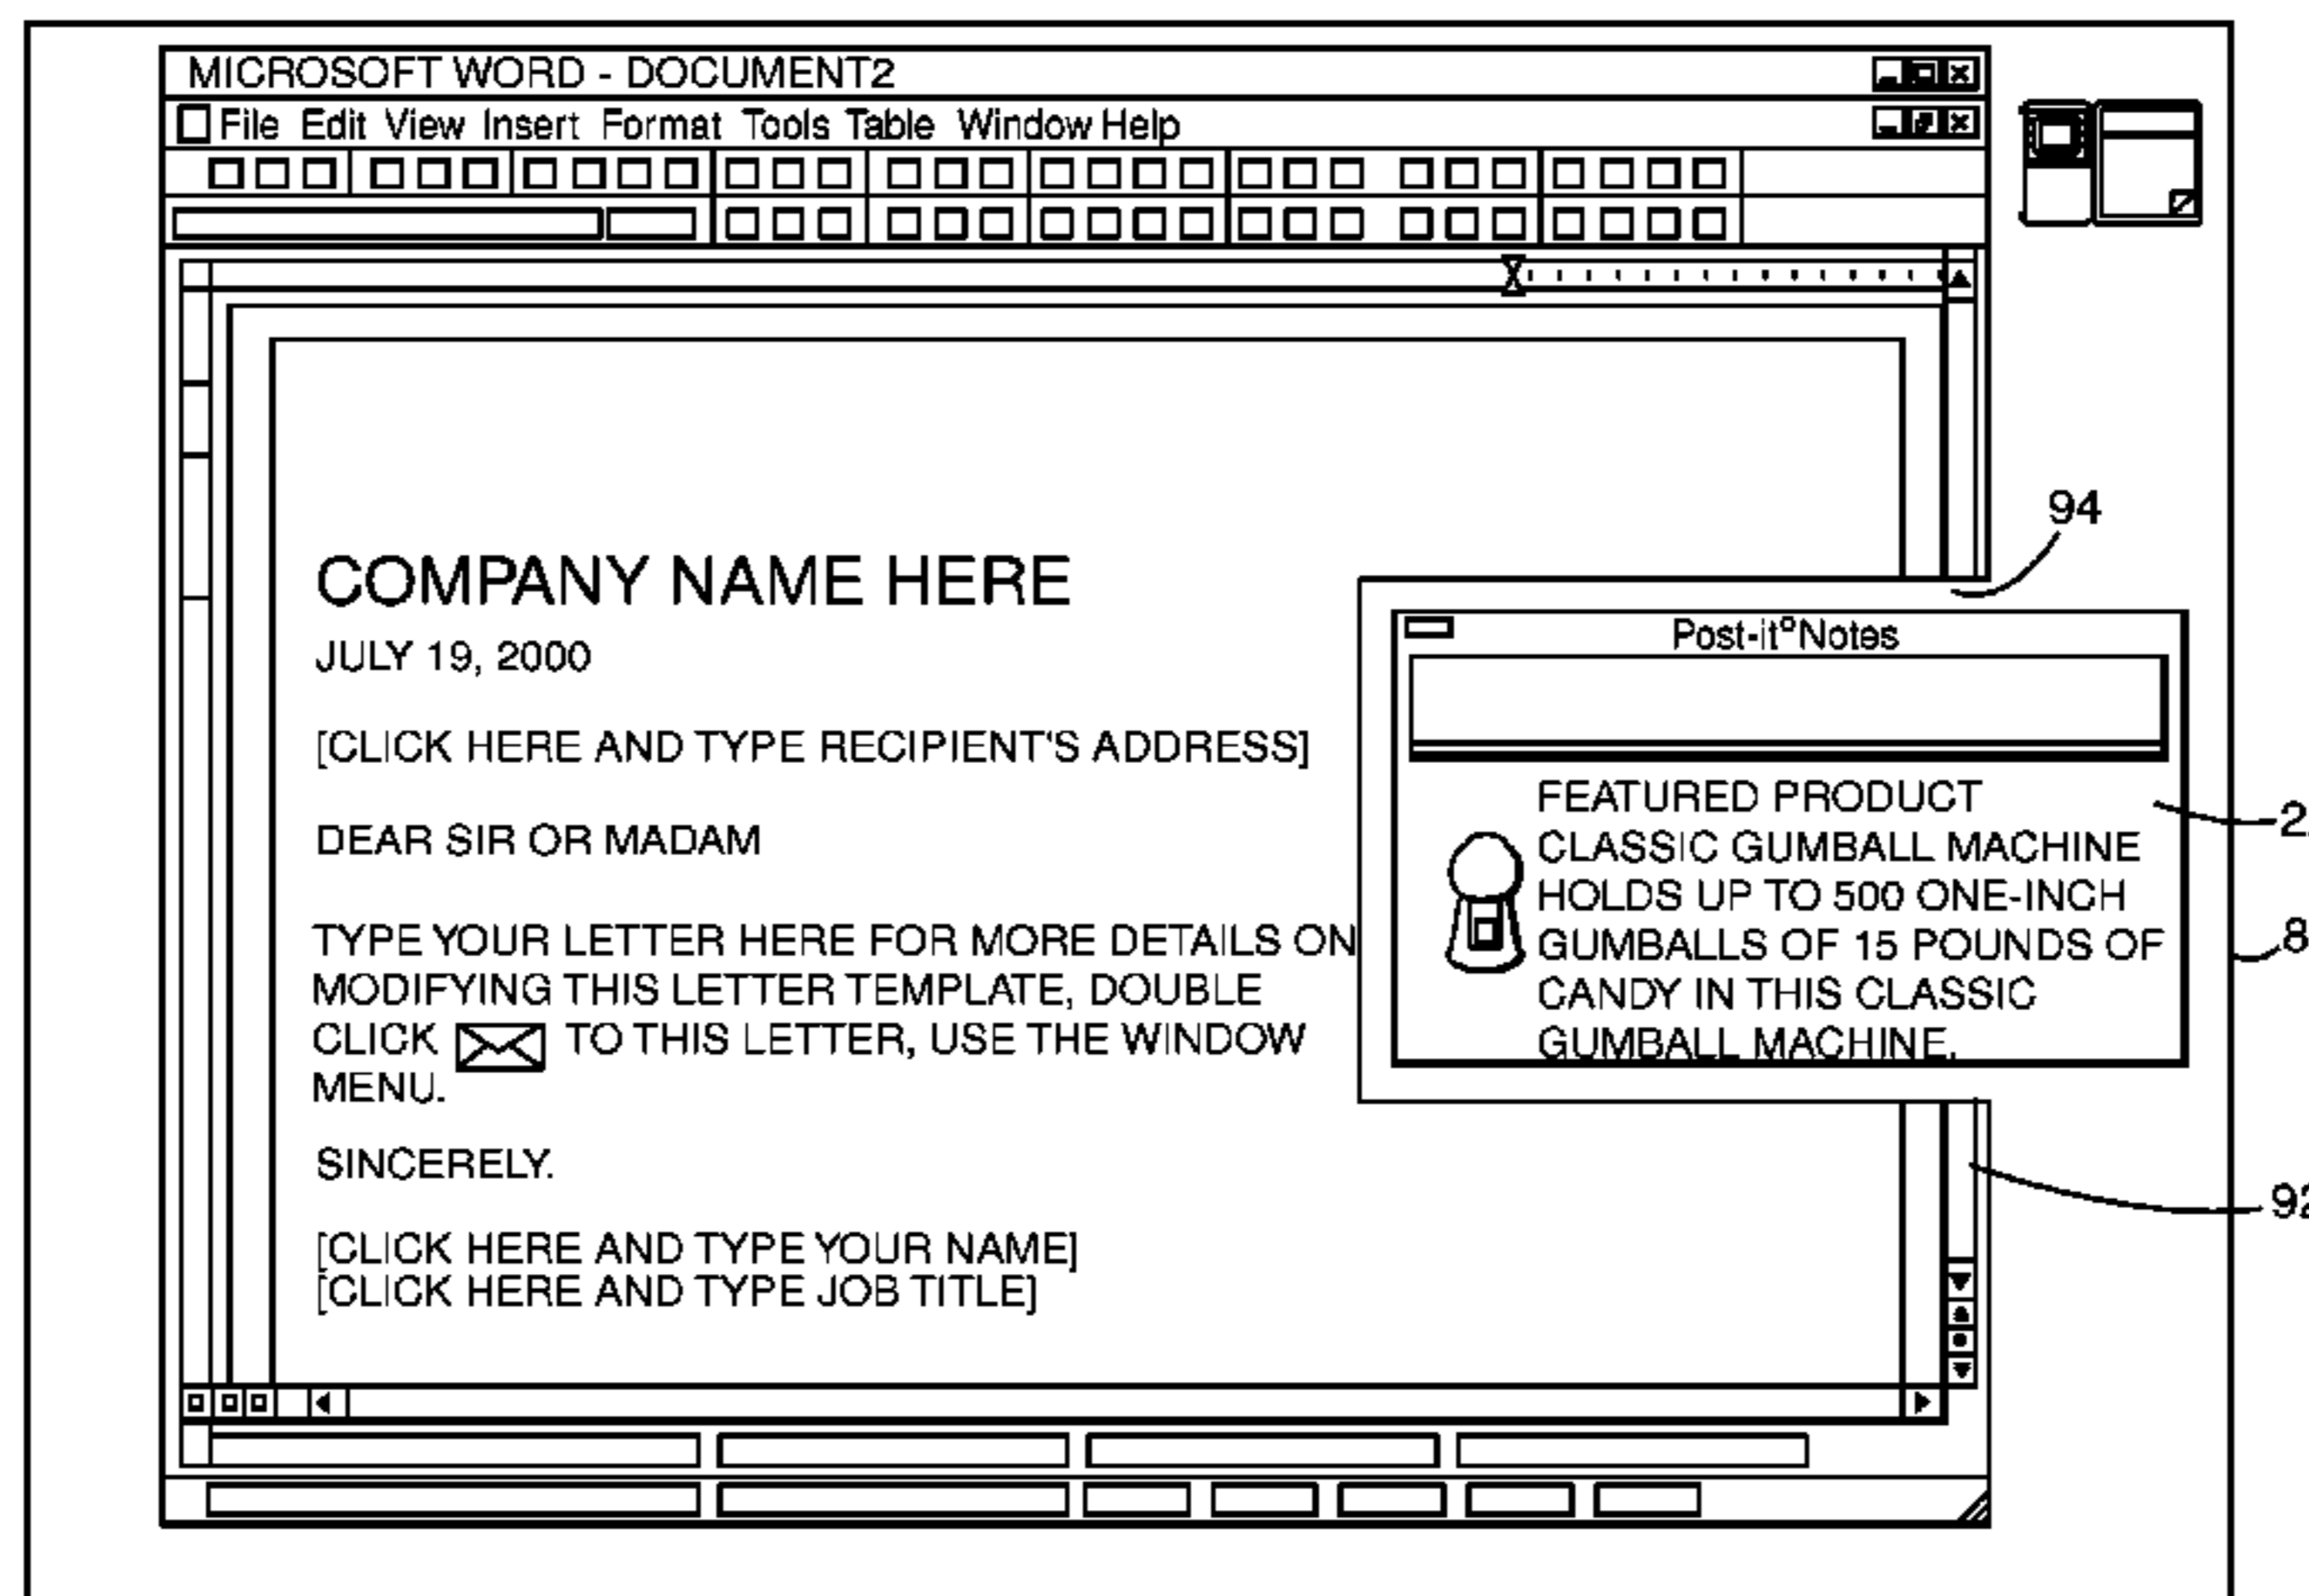 MICROSOFT WORD - DOCUMENT2
File Edit View Insert Format Tools Table Window Help
94
COMPANY NAME HERE
JULY 19, 2000
[CLICK HERE AND TYPE RECIPIENT'S ADDRESS]
DEAR SIR OR MADAM
TYPE YOUR LETTER HERE FOR MORE DETAILS ON
MODIFYING THIS LETTER TEMPLATE, DOUBLE
CLICK TO THIS LETTER, USE THE WINDOW
MENU.
SINCERELY.
[CLICK HERE AND TYPE YOUR NAME]
[CLICK HERE AND TYPE JOB TITLE]
Post-it° Notes
FEATURED PRODUCT
CLASSIC GUMBALL MACHINE
HOLDS UP TO 500 ONE-INCH
GUMBALLS OF 15 POUNDS OF
CANDY IN THIS CLASSIC
GUMBALL MACHINE.
92